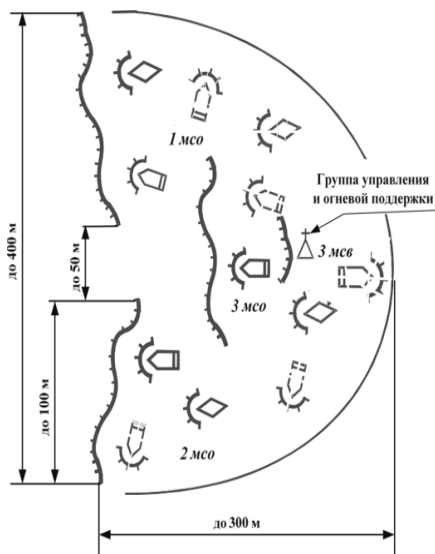 1 мсо
Группа управления
и огневой поддержки
3 мсв
3 мсо
2 мсо
до 400 м
до 50 м
до 100 м
до 300 м